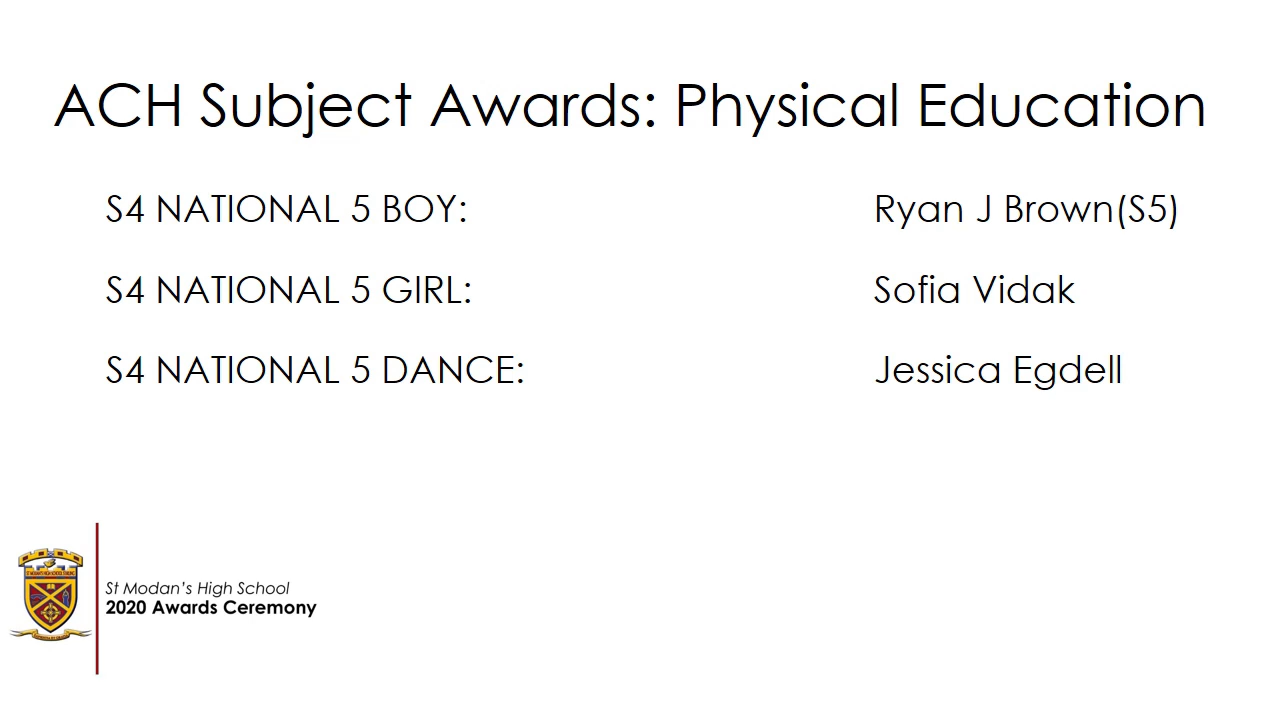 ACH Subject Awards: Physical Education
S4 NATIONAL 5 BOY: Ryan J Brown(S5)
S4 NATIONAL 5 GIRL: Sofia Vidak
S4 NATIONAL 5 DANCE: Jessica Egdell
St Modan's High School
2020 Awards Ceremony